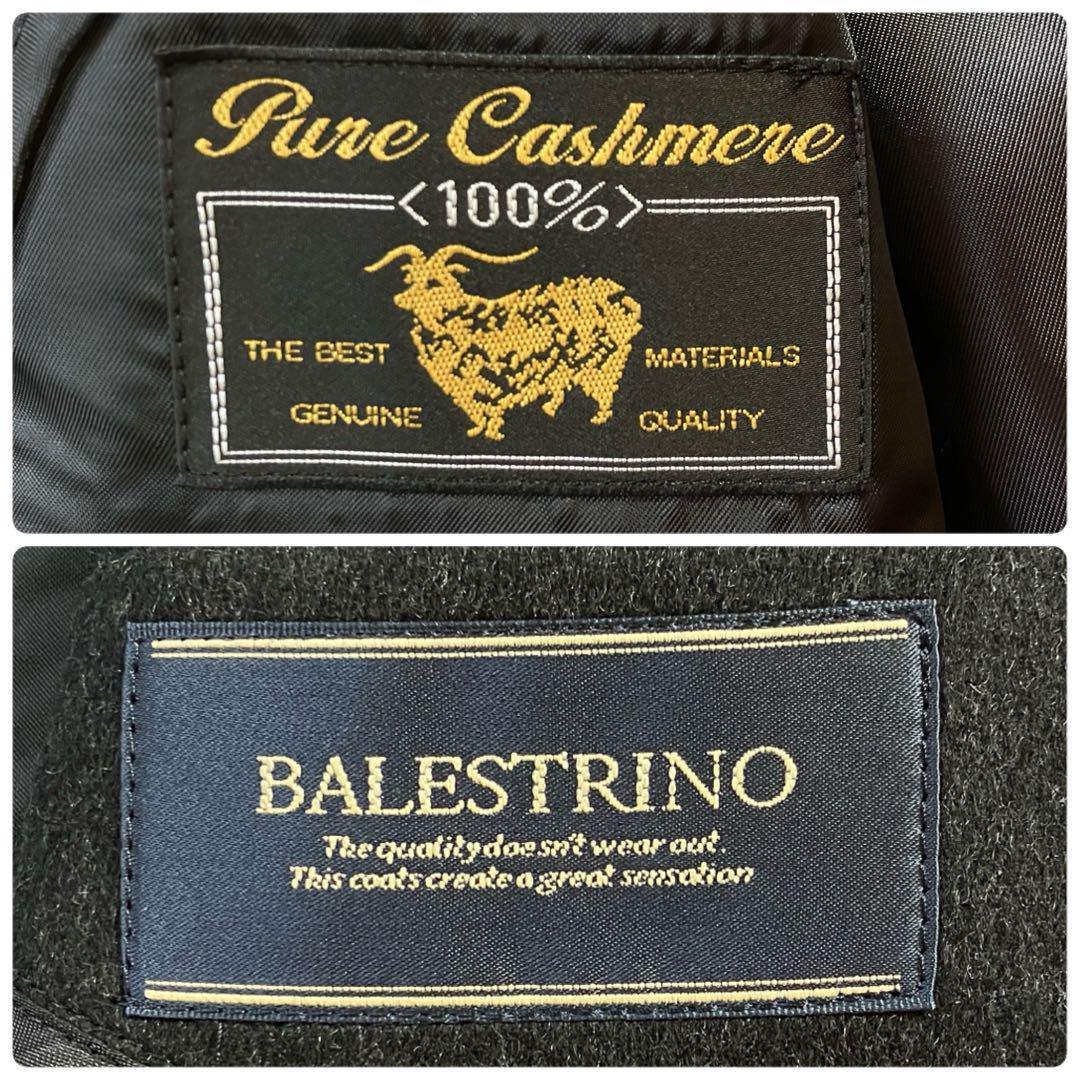 Pure Cashmere
<100%>
THE BEST MATERIALS
GENUINE QUALITY
BALESTRINO
The quality doesn't wear out.
This coats create a great sensation